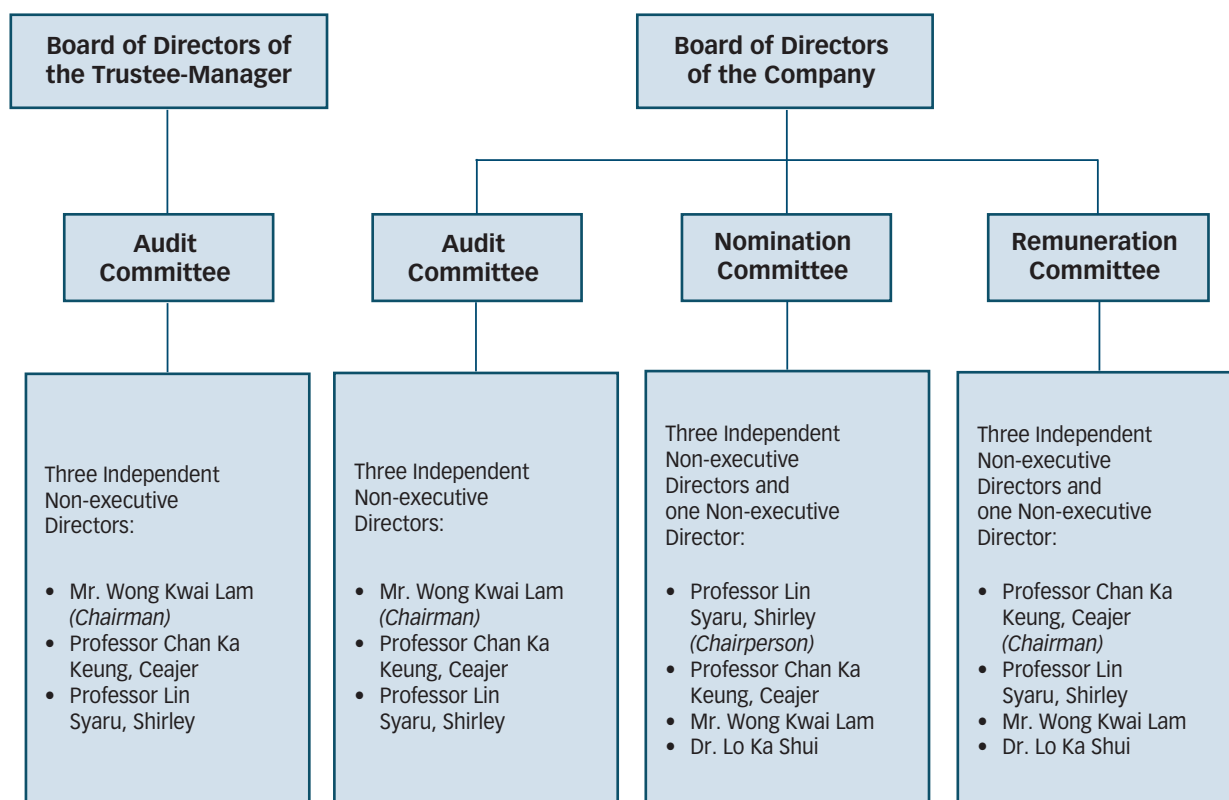 Board of Directors of
the Trustee-Manager
Board of Directors
of the Company
Audit
Committee
Audit
Committee
Nomination
Committee
Remuneration
Committee
Three Independent
Non-executive
Directors:
• Mr. Wong Kwai Lam
(Chairman)
• Professor Chan Ka
Keung, Ceajer
• Professor Lin
Syaru, Shirley
Three Independent
Non-executive
Directors:
• Mr. Wong Kwai Lam
(Chairman)
• Professor Chan Ka
Keung, Ceajer
• Professor Lin
Syaru, Shirley
Three Independent
Non-executive
Directors and
one Non-executive
Director:
• Professor Lin
Syaru, Shirley
(Chairperson)
• Professor Chan Ka
Keung, Ceajer
• Mr. Wong Kwai Lam
• Dr. Lo Ka Shui
Three Independent
Non-executive
Directors and
one Non-executive
Director:
• Professor Chan Ka
Keung, Ceajer
(Chairman)
• Professor Lin
Syaru, Shirley
• Mr. Wong Kwai Lam
• Dr. Lo Ka Shui